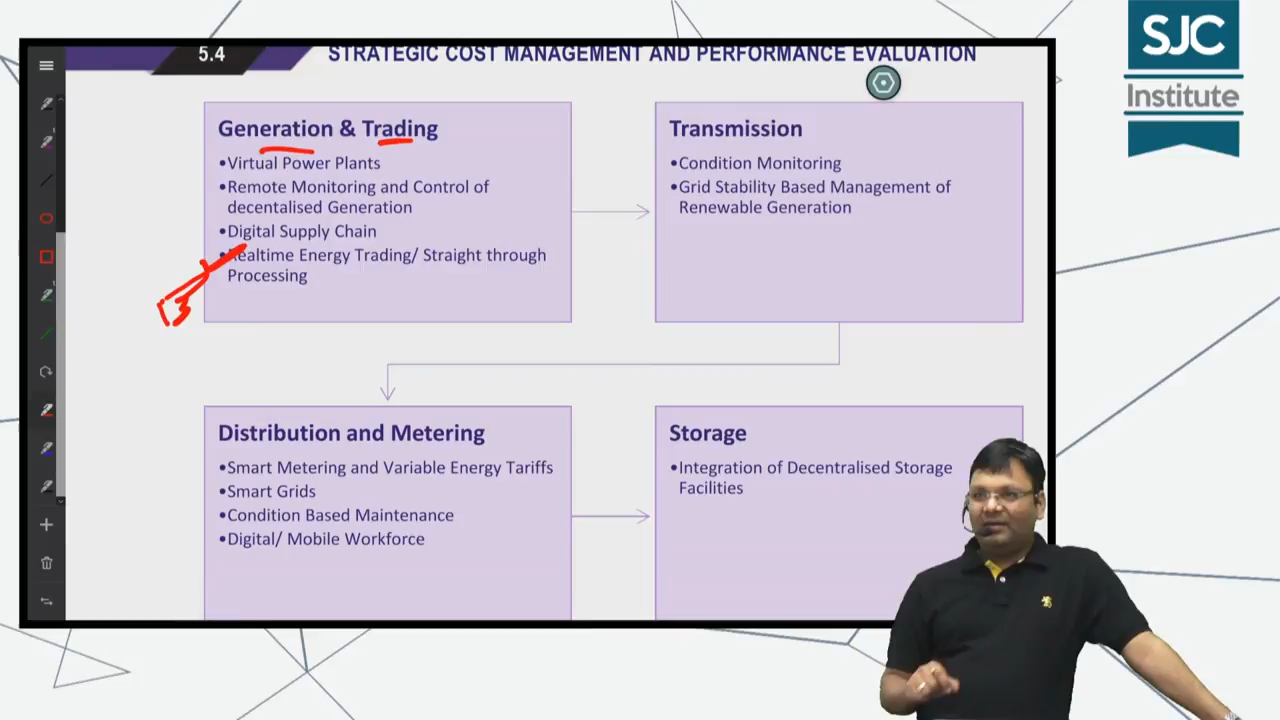 SJC
Institute
5.4
STRATEGIC COST MANAGEMENT AND PERFORMANCE EVALUATION
Generation & Trading
•Virtual Power Plants
•Remote Monitoring and Control of
decentalised Generation
•Digital Supply Chain
•Realtime Energy Trading/ Straight through
Processing
Transmission
•Condition Monitoring
•Grid Stability Based Management of
Renewable Generation
Distribution and Metering
•Smart Metering and Variable Energy Tariffs
•Smart Grids
•Condition Based Maintenance
•Digital/ Mobile Workforce
Storage
•Integration of Decentralised Storage
Facilities